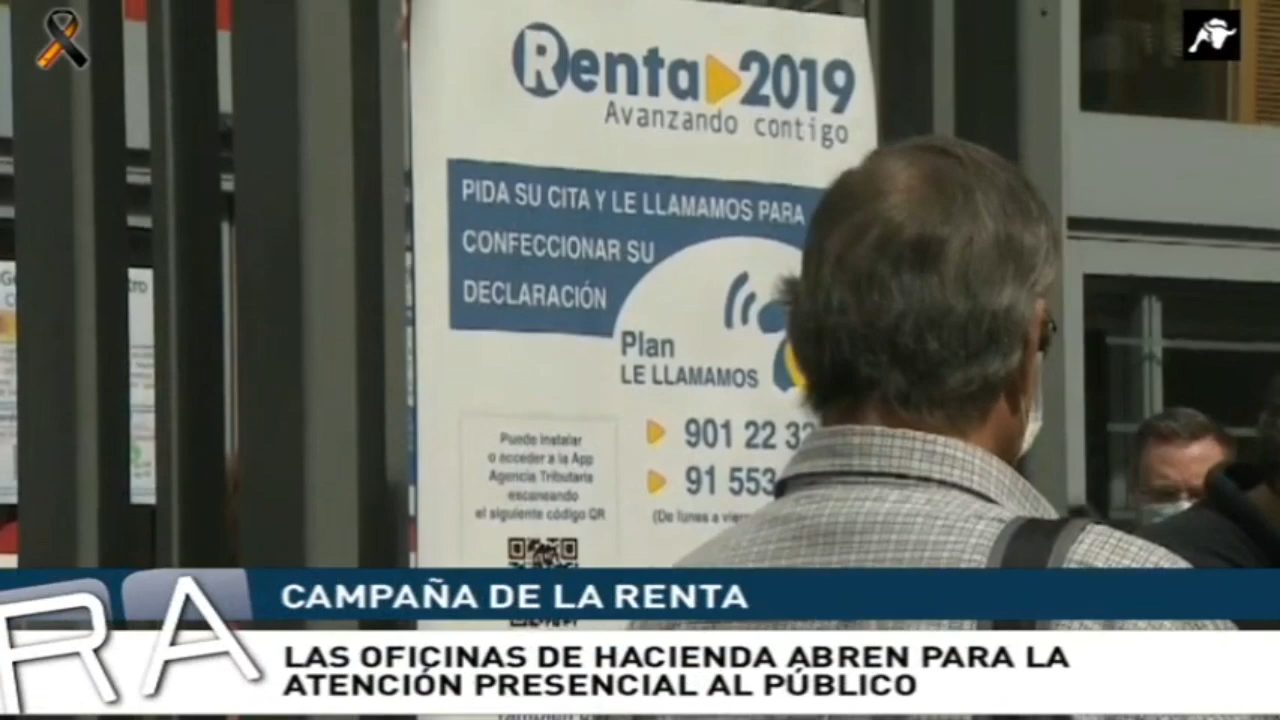 Renta 2019
Avanzando contigo
PIDA SU CITA Y LE LLAMAMOS PARA
CONFECCIONAR SU
DECLARACIÓN
Plan
LE LLAMAMOS
Puede instalar
o acceder a la App
Agencia Tributaria
escaneando
el siguiente código QR
901 22 33
91 553
(De lunes a
RA
CAMPAÑA DE LA RENTA
LAS OFICINAS DE HACIENDA ABREN PARA LA
ATENCIÓN PRESENCIAL AL PÚBLICO